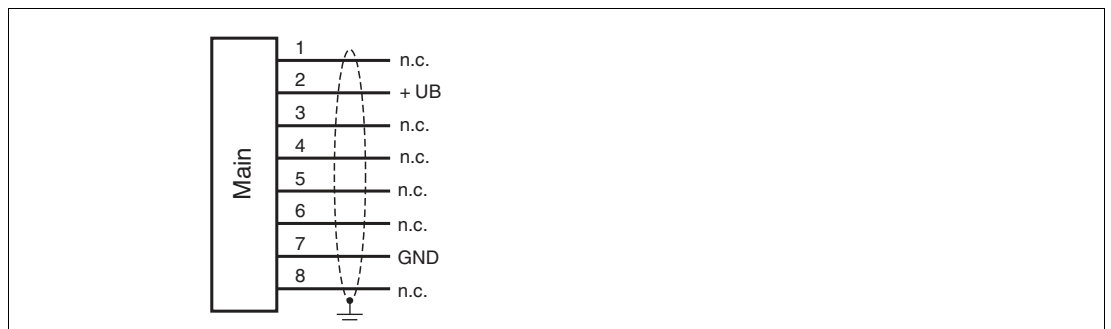 1 n.c.
2 + UB
3 n.c.
4 n.c.
5 n.c.
6 n.c.
7 GND
8 n.c.
Main